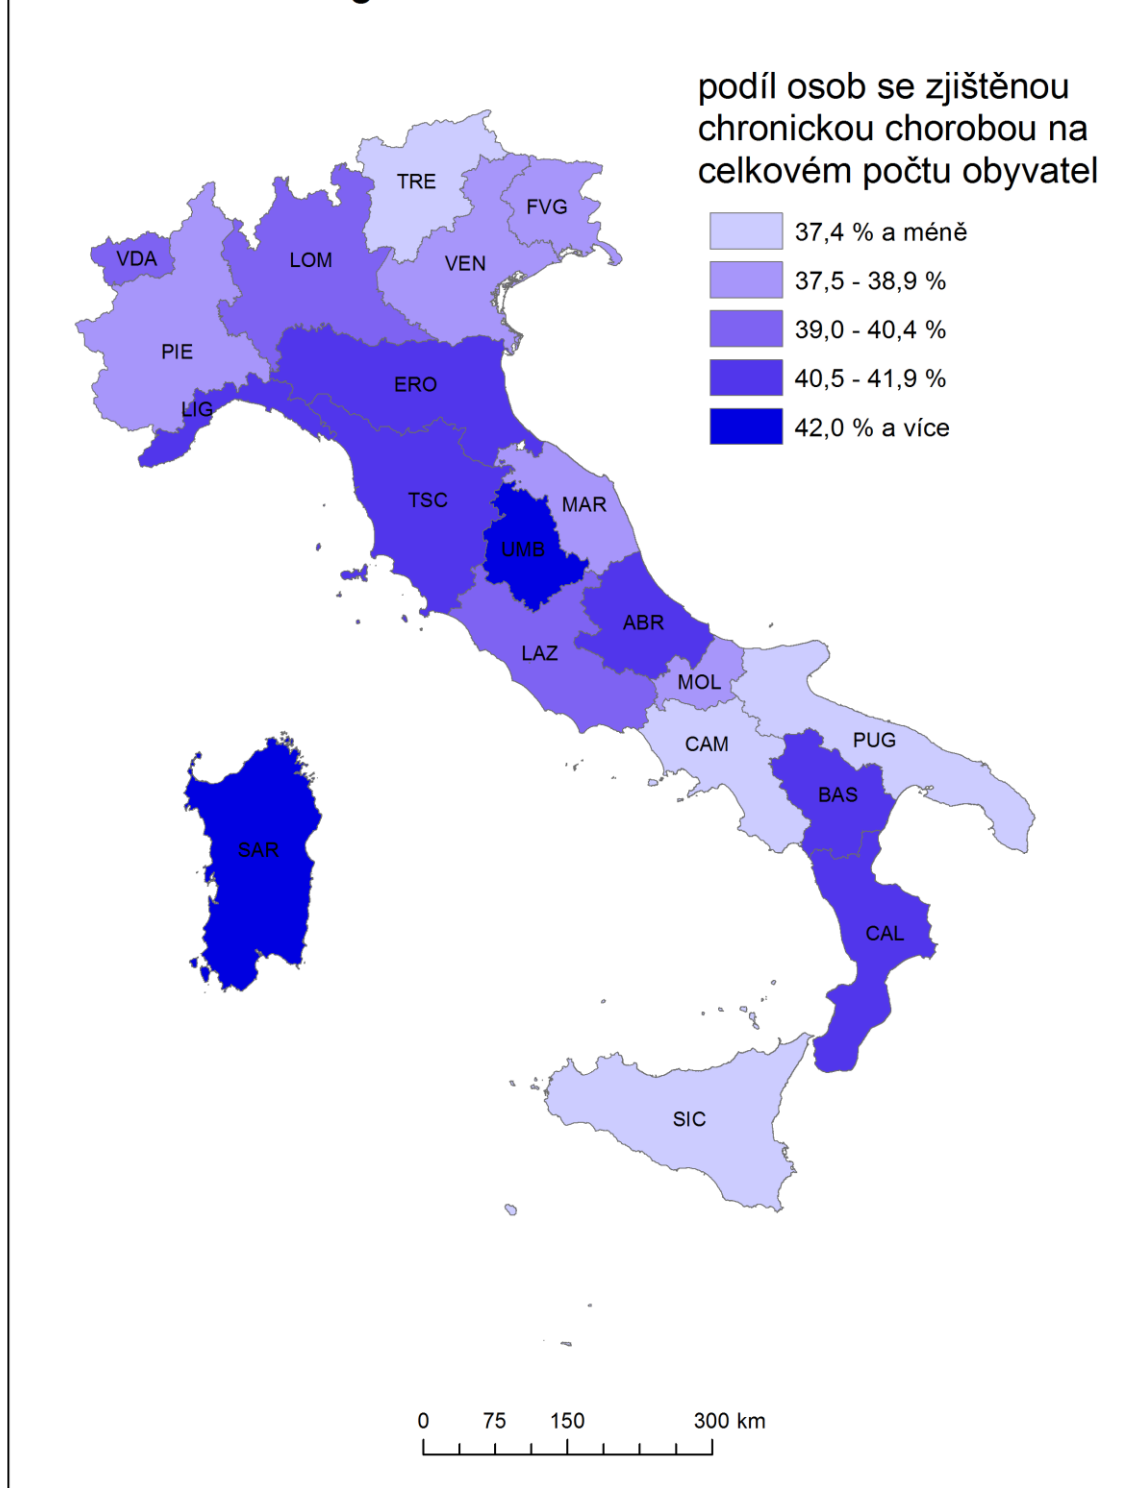 podíl osob se zjištěnou
chronickou chorobou na
celkovém počtu obyvatel
37,4 % a méně
37,5 - 38,9 %
39,0 - 40,4 %
40,5 - 41,9 %
42,0 % a více
TRE
FVG
VDA
LOM
VEN
PIE
ERO
LIG
TSC
MAR
UMB
ABR
LAZ
MOL
CAM
PUG
BAS
SAR
CAL
SIC
0 75 150 300 km